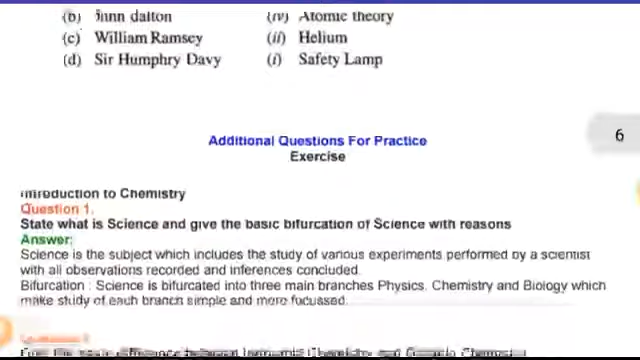 (b) John dalton (iv) Atomic theory
(c) William Ramsey (ii) Helium
(d) Sir Humphry Davy (i) Safety Lamp
6
Additional Questions For Practice
Exercise
Introduction to Chemistry
Question 1.
State what is Science and give the basic bifurcation of Science with reasons
Answer:
Science is the subject which includes the study of various experiments performed by a scientist
with all observations recorded and inferences concluded.
Bifurcation : Science is bifurcated into three main branches Physics, Chemistry and Biology which
make study of each branch simple and more focussed.